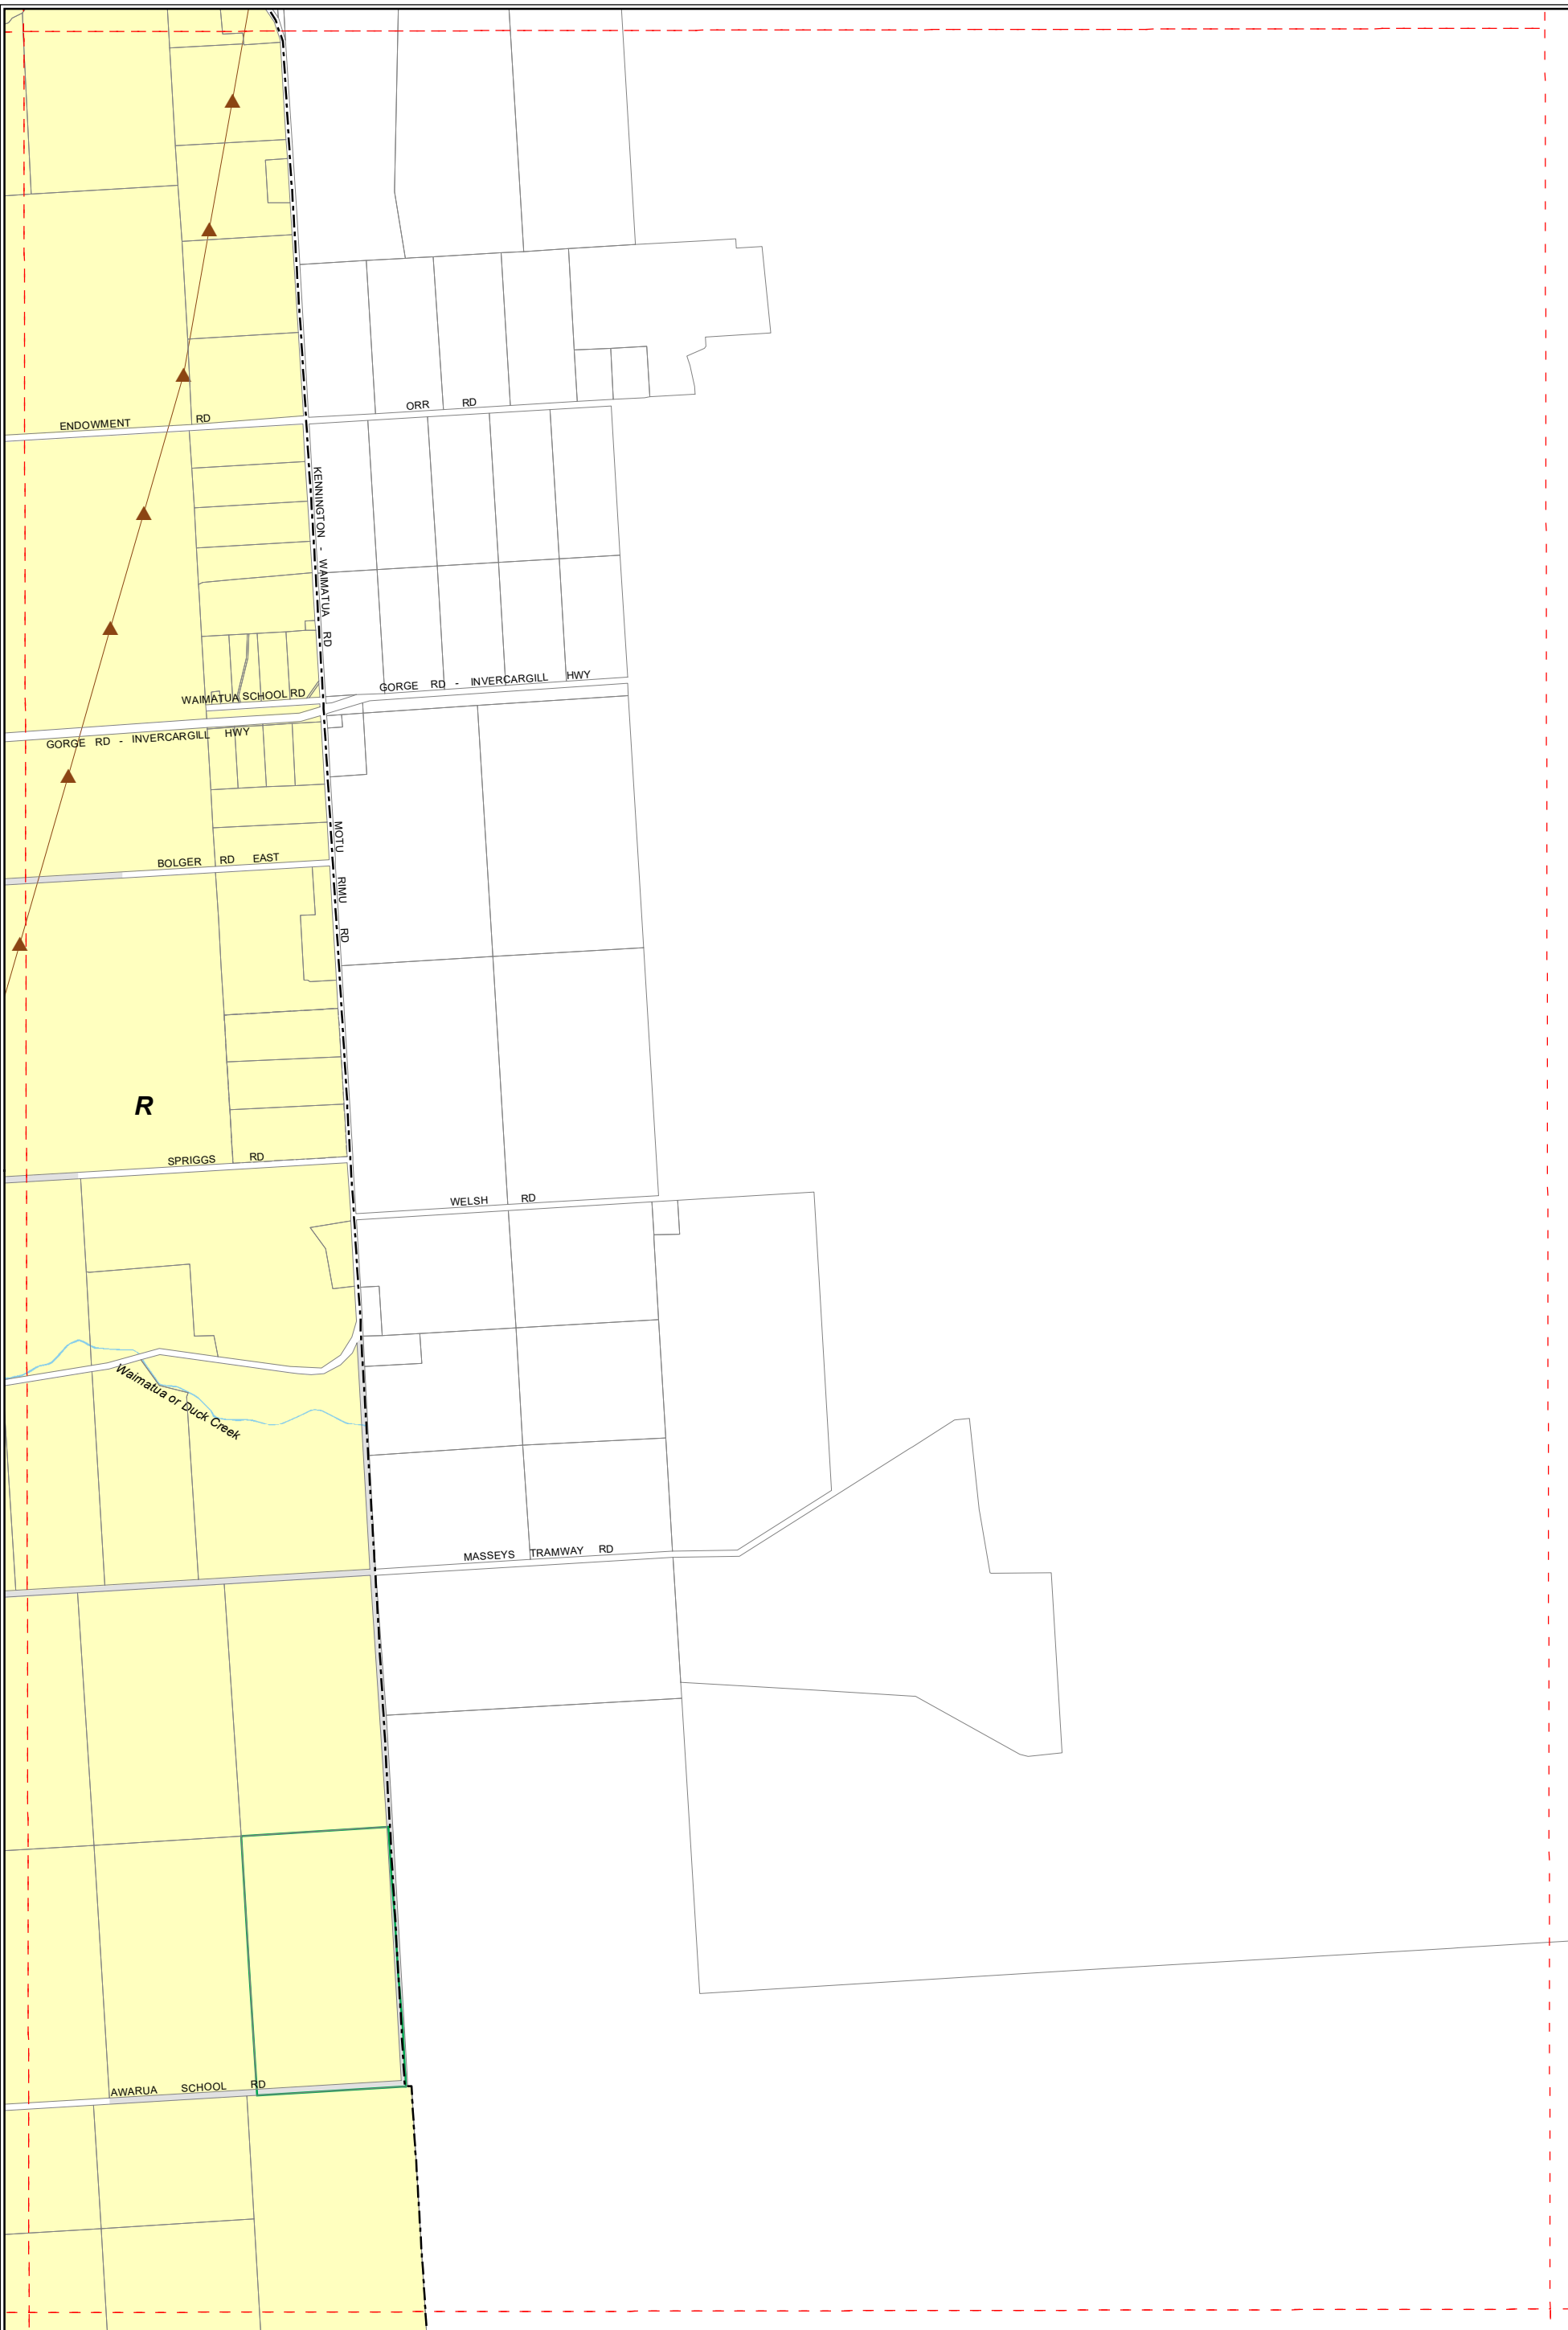 ORR RD
ENDOWMENT RD
KENNINGTON - WAIMATUA RD
GORGE RD - INVERCARGILL HWY
WAIMATUA SCHOOL RD
GORGE RD - INVERCARGILL HWY
MOTU RIMU RD
BOLGER RD EAST
R
SPRIGGS RD
WELSH RD
Waimatua or Duck Creek
MASSEYS TRAMWAY RD
AWARUA SCHOOL RD